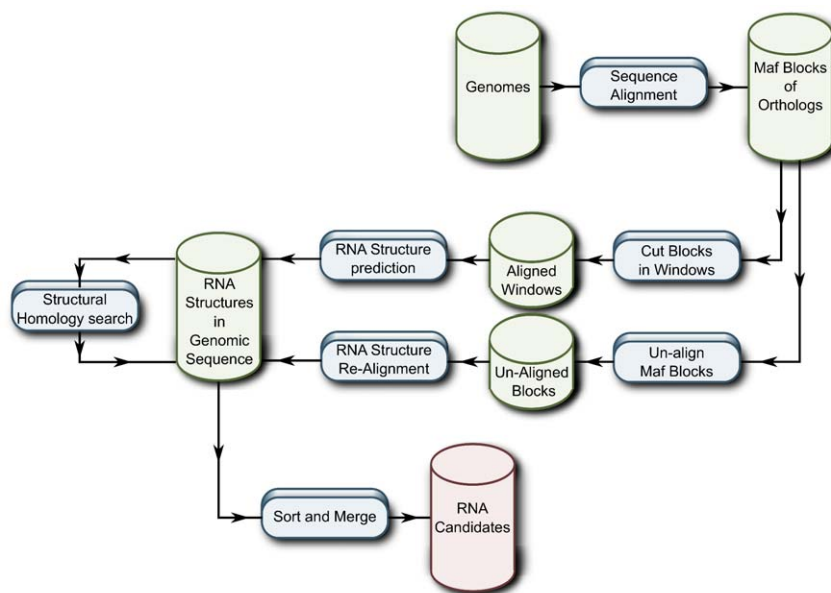 Genomes
Sequence
Alignment
Maf Blocks
of
Orthologs
Cut Blocks
in Windows
Aligned
Windows
RNA Structure
prediction
RNA
Structures
in
Genomic
Sequence
Structural
Homology search
Un-align
Maf Blocks
Un-Aligned
Blocks
RNA Structure
Re-Alignment
Sort and Merge
RNA
Candidates